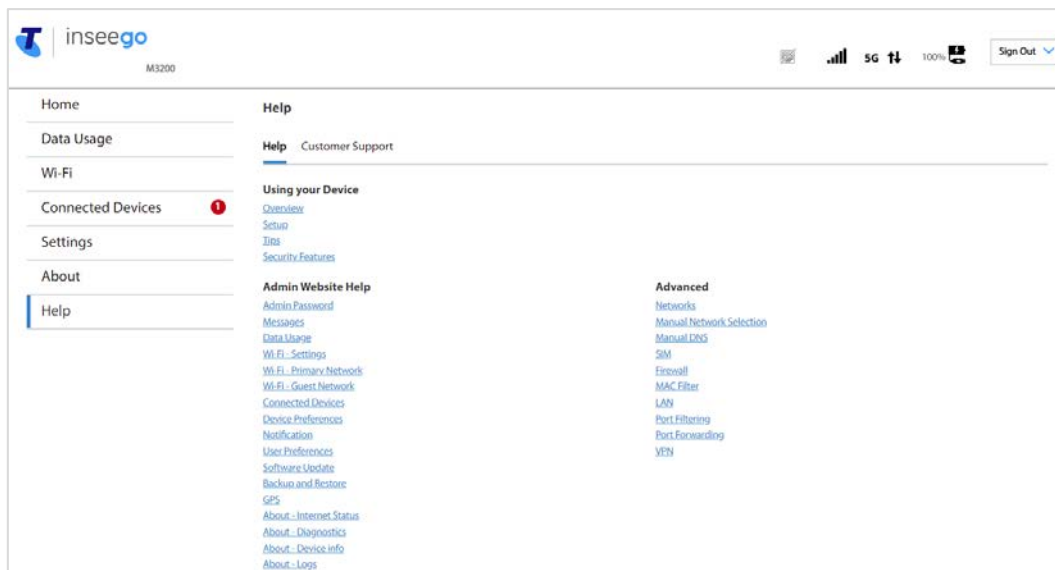 inseego
M3200
5G
100%
Sign Out
Home
Data Usage
Wi-Fi
Connected Devices 1
Settings
About
Help
Help
Help Customer Support
Using your Device
Overview
Setup
Tips
Security Features
Admin Website Help
Admin Password
Messages
Data Usage
Wi-Fi - Settings
Wi-Fi - Primary Network
Wi-Fi - Guest Network
Connected Devices
Device Preferences
Notification
User Preferences
Software Update
Backup and Restore
GPS
About - Internet Status
About - Diagnostics
About - Device info
About - Logs
Advanced
Networks
Manual Network Selection
Manual DNS
SIM
Firewall
MAC Filter
LAN
Port Filtering
Port Forwarding
VPN